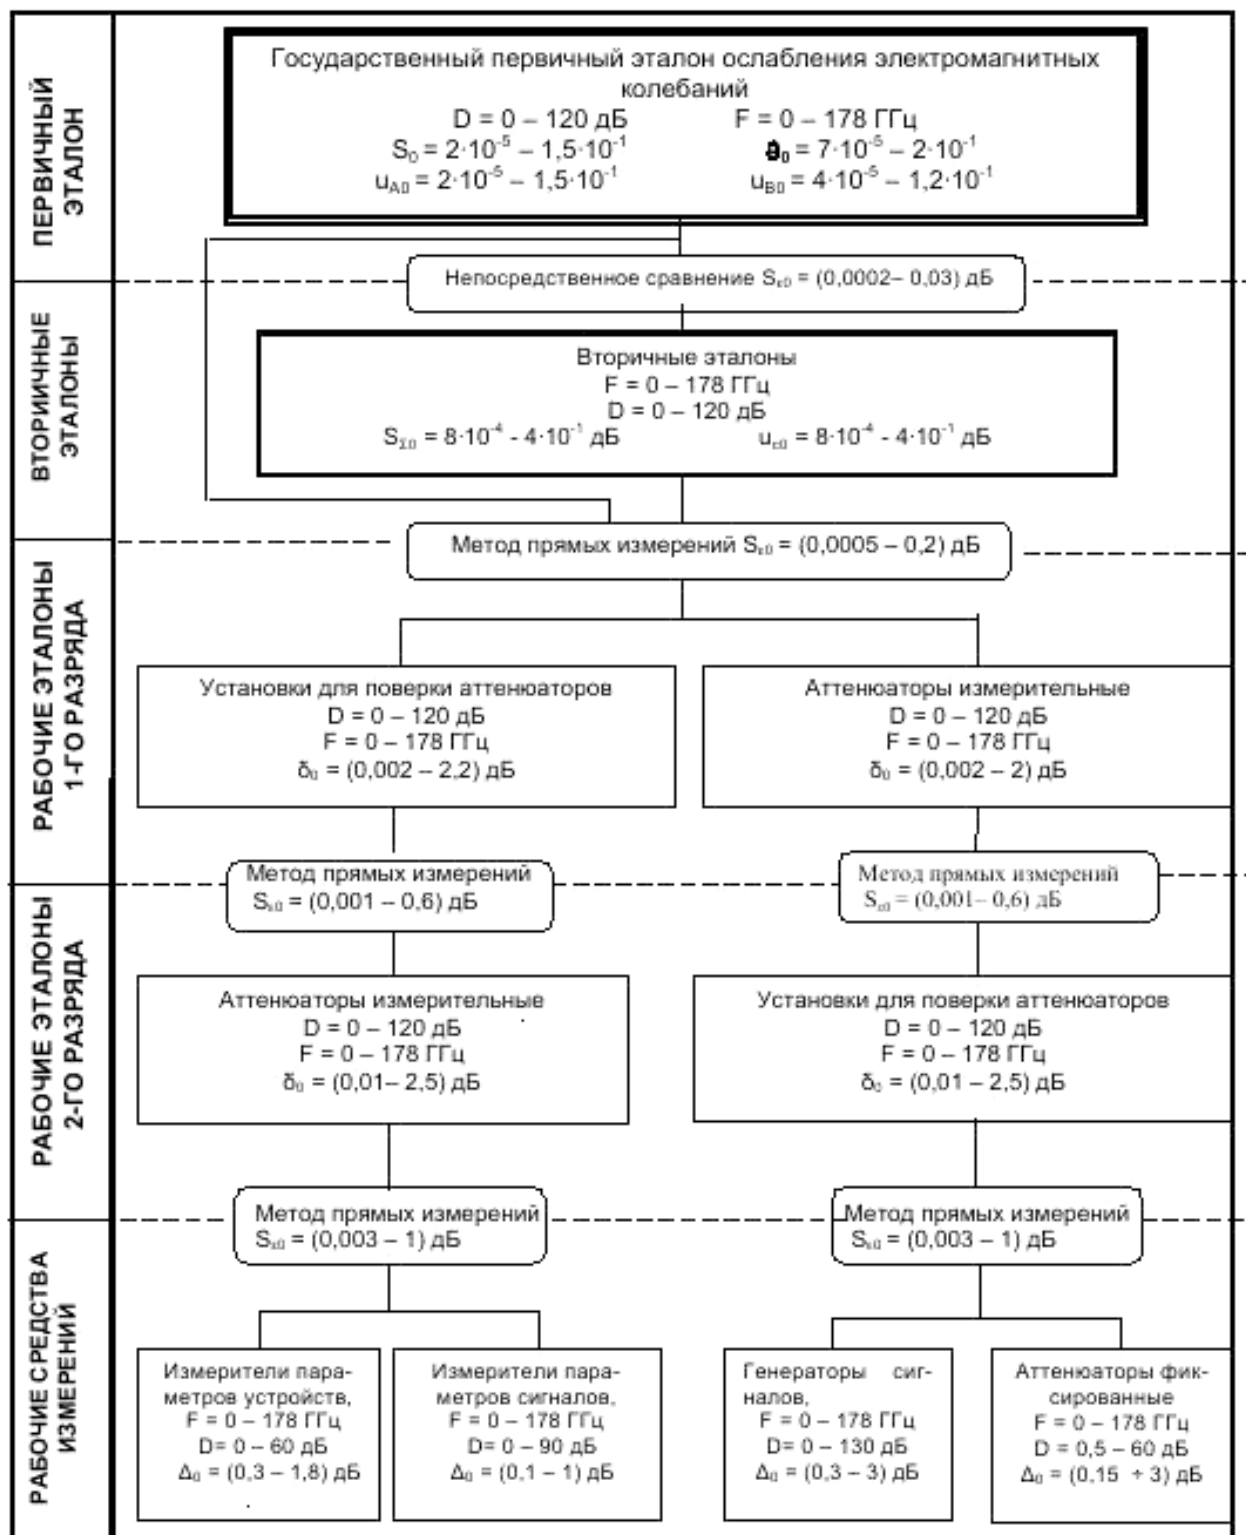 ПЕРВИЧНЫЙ
ЭТАЛОН
Государственный первичный эталон ослабления электромагнитных
колебаний
D = 0 – 120 дБ F = 0 – 178 ГГц
S₀ = 2·10⁻⁵ – 1,5·10⁻¹ ₀ = 7·10⁻⁵ – 2·10⁻¹
u_A0 = 2·10⁻⁵ – 1,5·10⁻¹ u_B0 = 4·10⁻⁵ – 1,2·10⁻¹
Непосредственное сравнение S_ε0 = (0,0002– 0,03) дБ
ВТОРИИЧНЫЕ
ЭТАЛОНЫ
Вторичные эталоны
F = 0 – 178 ГГц
D = 0 – 120 дБ
S_Σ0 = 8·10⁻⁴ - 4·10⁻¹ дБ u_ε0 = 8·10⁻⁴ - 4·10⁻¹ дБ
Метод прямых измерений S_ε0 = (0,0005 – 0,2) дБ
РАБОЧИЕ ЭТАЛОНЫ
1-ГО РАЗРЯДА
Установки для поверки аттенюаторов
D = 0 – 120 дБ
F = 0 – 178 ГГц
δ₀ = (0,002 – 2,2) дБ
Аттенюаторы измерительные
D = 0 – 120 дБ
F = 0 – 178 ГГц
δ₀ = (0,002 – 2) дБ
Метод прямых измерений
S_ε0 = (0,001 – 0,6) дБ
Метод прямых измерений
S_ε0 = (0,001– 0,6) дБ
РАБОЧИЕ ЭТАЛОНЫ
2-ГО РАЗРЯДА
Аттенюаторы измерительные
D = 0 – 120 дБ
F = 0 – 178 ГГц
δ₀ = (0,01– 2,5) дБ
Установки для поверки аттенюаторов
D = 0 – 120 дБ
F = 0 – 178 ГГц
δ₀ = (0,01 – 2,5) дБ
Метод прямых измерений
S_ε0 = (0,003 – 1) дБ
Метод прямых измерений
S_ε0 = (0,003 – 1) дБ
РАБОЧИЕ СРЕДСТВА
ИЗМЕРЕНИЙ
Измерители пара-
метров устройств,
F = 0 – 178 ГГц
D= 0 – 60 дБ
Δ₀ = (0,3 – 1,8) дБ
Измерители пара-
метров сигналов,
F = 0 – 178 ГГц
D= 0 – 90 дБ
Δ₀ = (0,1 – 1) дБ
Генераторы сиг-
налов,
F = 0 – 178 ГГц
D= 0 – 130 дБ
Δ₀ = (0,3 – 3) дБ
Аттенюаторы фик-
сированные
F = 0 – 178 ГГц
D = 0,5 – 60 дБ
Δ₀ = (0,15 ÷ 3) дБ